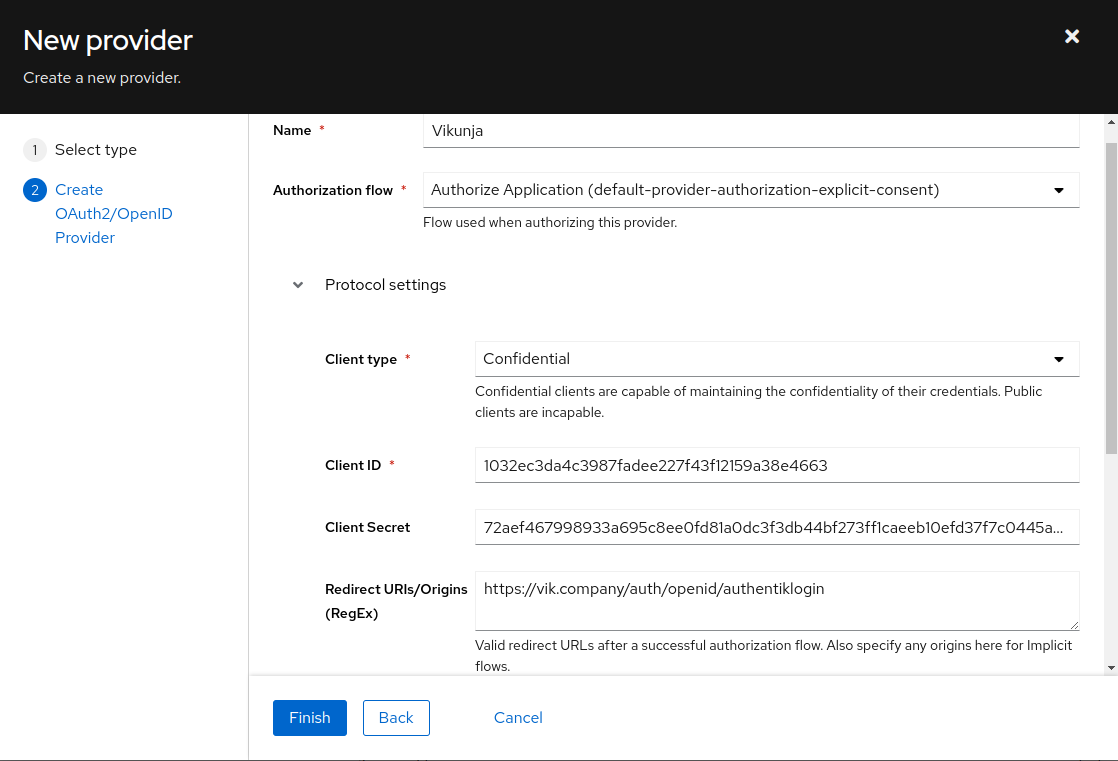 New provider
Create a new provider.
1 Select type
2 Create
OAuth2/OpenID
Provider
Name *
Vikunja
Authorization flow *
Authorize Application (default-provider-authorization-explicit-consent)
Flow used when authorizing this provider.
Protocol settings
Client type *
Confidential
Confidential clients are capable of maintaining the confidentiality of their credentials. Public
clients are incapable.
Client ID *
1032ec3da4c3987fadee227f43f12159a38e4663
Client Secret
72aef467998933a695c8ee0fd81a0dc3f3db44bf273ff1caeeb10efd37f7c0445a...
Redirect URIs/Origins
(RegEx)
https://vik.company/auth/openid/authentiklogin
Valid redirect URLs after a successful authorization flow. Also specify any origins here for Implicit
flows.
Finish
Back
Cancel